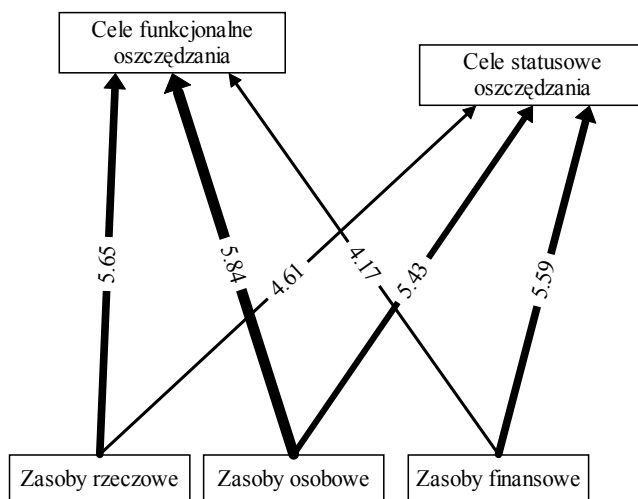 Cele funkcjonalne
oszczędzania
Cele statusowe
oszczędzania
5.65
5.84
4.61
4.17
5.43
5.59
Zasoby rzeczowe
Zasoby osobowe
Zasoby finansowe